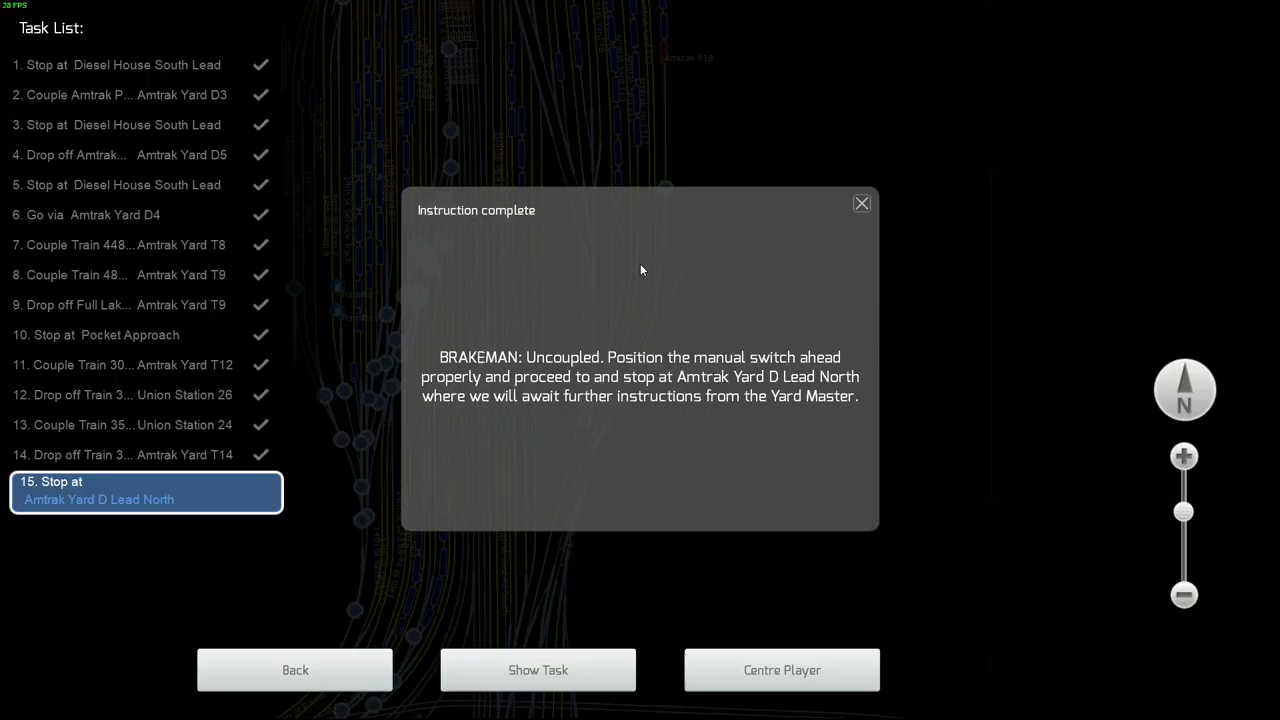 28 FPS
Task List:
1. Stop at Diesel House South Lead
2. Couple Amtrak P... Amtrak Yard D3
3. Stop at Diesel House South Lead
4. Drop off Amtrak... Amtrak Yard D5
5. Stop at Diesel House South Lead
6. Go via Amtrak Yard D4
7. Couple Train 448... Amtrak Yard T8
8. Couple Train 48... Amtrak Yard T9
9. Drop off Full Lak... Amtrak Yard T9
10. Stop at Pocket Approach
11. Couple Train 30... Amtrak Yard T12
12. Drop off Train 3... Union Station 26
13. Couple Train 35... Union Station 24
14. Drop off Train 3... Amtrak Yard T14
15. Stop at
Amtrak Yard D Lead North
Amtrak 518
Instruction complete
BRAKEMAN: Uncoupled. Position the manual switch ahead
properly and proceed to and stop at Amtrak Yard D Lead North
where we will await further instructions from the Yard Master.
N
Back
Show Task
Centre Player